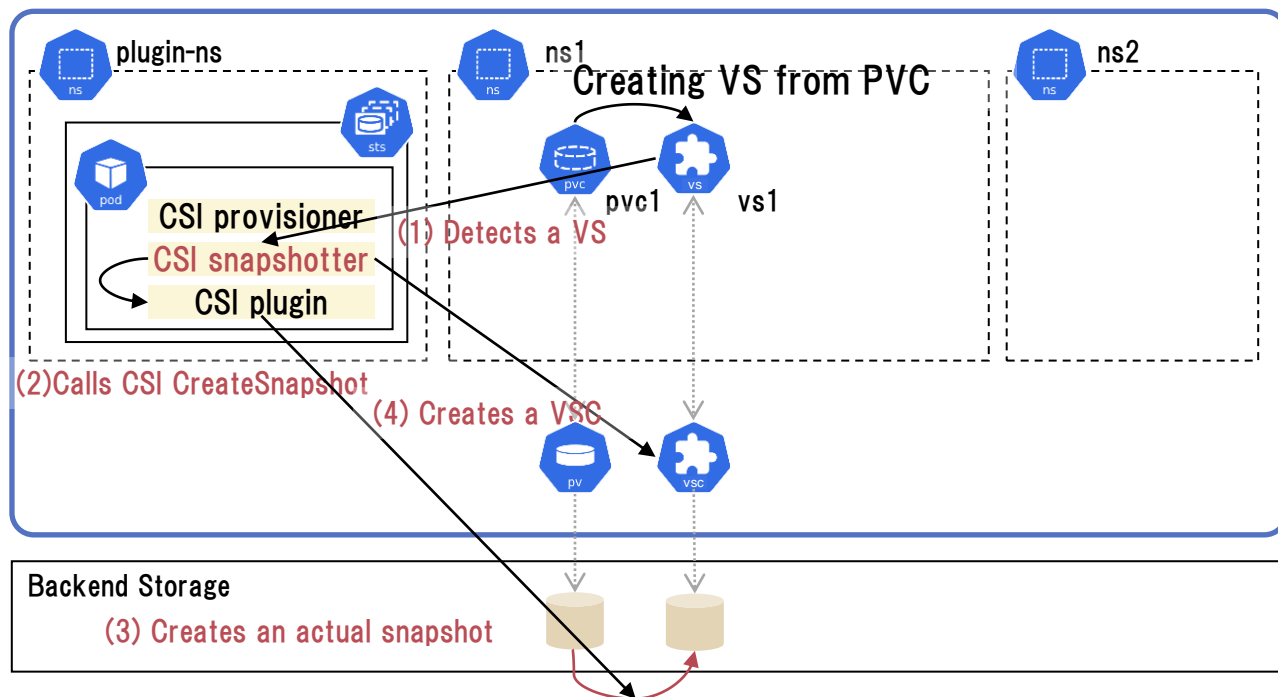 plugin-ns
ns
ns1
ns
ns2
ns
Creating VS from PVC
sts
pod
pvc
vs
pvc1
vs1
CSI provisioner
(1) Detects a VS
CSI snapshotter
CSI plugin
(2)Calls CSI CreateSnapshot
(4) Creates a VSC
pv
vsc
Backend Storage
(3) Creates an actual snapshot